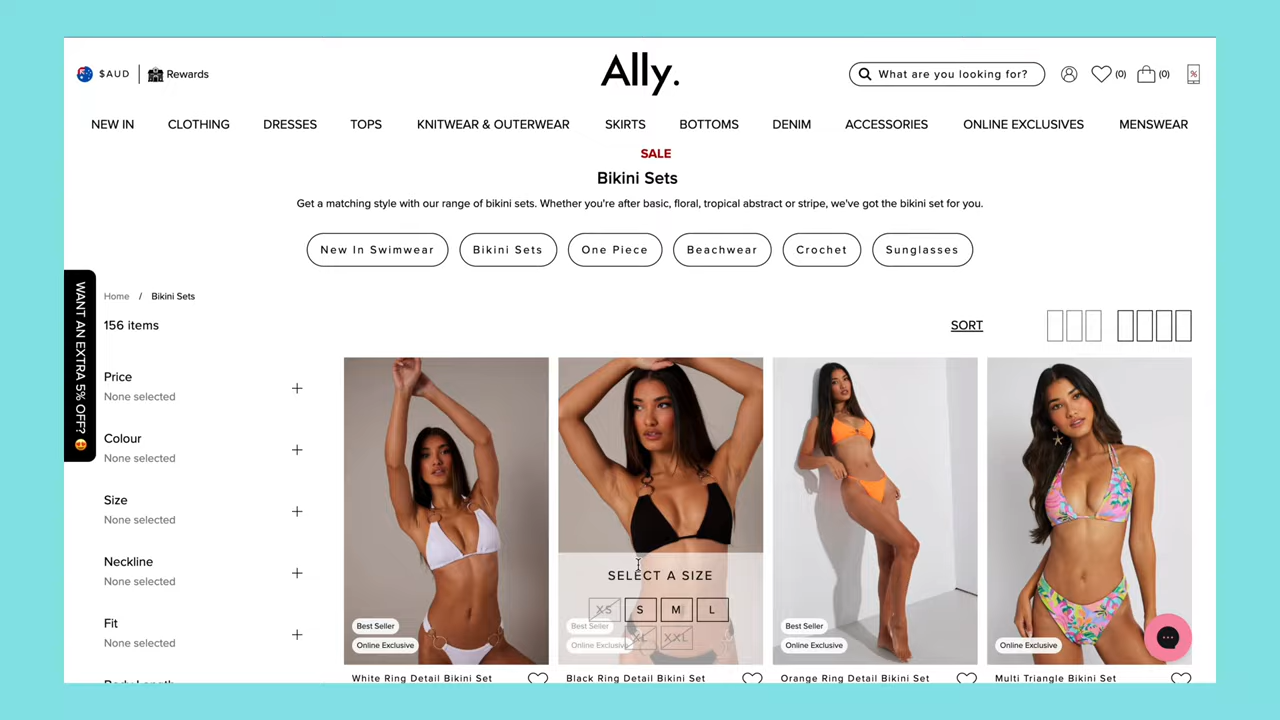 $AUD
Rewards
Ally.
What are you looking for?
(0)
(0)
%
NEW IN
CLOTHING
DRESSES
TOPS
KNITWEAR & OUTERWEAR
SKIRTS
BOTTOMS
DENIM
ACCESSORIES
ONLINE EXCLUSIVES
MENSWEAR
SALE
Bikini Sets
Get a matching style with our range of bikini sets. Whether you're after basic, floral, tropical abstract or stripe, we've got the bikini set for you.
New In Swimwear
Bikini Sets
One Piece
Beachwear
Crochet
Sunglasses
WANT AN EXTRA 5% OFF? 😍
Home / Bikini Sets
156 items
SORT
Price
None selected
Colour
None selected
Size
None selected
Neckline
None selected
Fit
None selected
Best Seller
Online Exclusive
White Ring Detail Bikini Set
SELECT A SIZE
XS S M L
XL XXL
Best Seller
Online Exclusive
Black Ring Detail Bikini Set
Best Seller
Online Exclusive
Orange Ring Detail Bikini Set
Online Exclusive
Multi Triangle Bikini Set